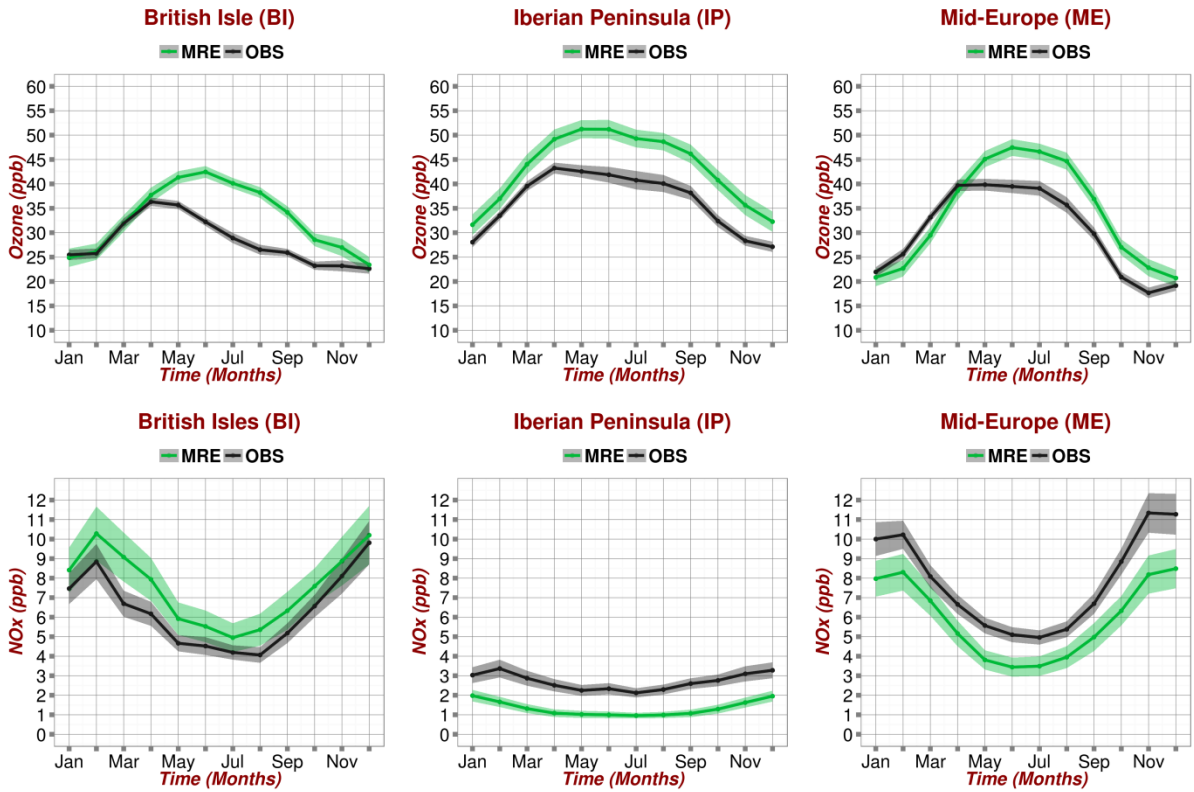 British Isle (BI)
MRE OBS
60
55
50
45
40
35
30
25
20
15
10
Ozone (ppb)
Jan Mar May Jul Sep Nov
Time (Months)
Iberian Peninsula (IP)
MRE OBS
60
55
50
45
40
35
30
25
20
15
10
Ozone (ppb)
Jan Mar May Jul Sep Nov
Time (Months)
Mid-Europe (ME)
MRE OBS
60
55
50
45
40
35
30
25
20
15
10
Ozone (ppb)
Jan Mar May Jul Sep Nov
Time (Months)
British Isles (BI)
MRE OBS
12
11
10
9
8
7
6
5
4
3
2
1
0
NOx (ppb)
Jan Mar May Jul Sep Nov
Time (Months)
Iberian Peninsula (IP)
MRE OBS
12
11
10
9
8
7
6
5
4
3
2
1
0
NOx (ppb)
Jan Mar May Jul Sep Nov
Time (Months)
Mid-Europe (ME)
MRE OBS
12
11
10
9
8
7
6
5
4
3
2
1
0
NOx (ppb)
Jan Mar May Jul Sep Nov
Time (Months)